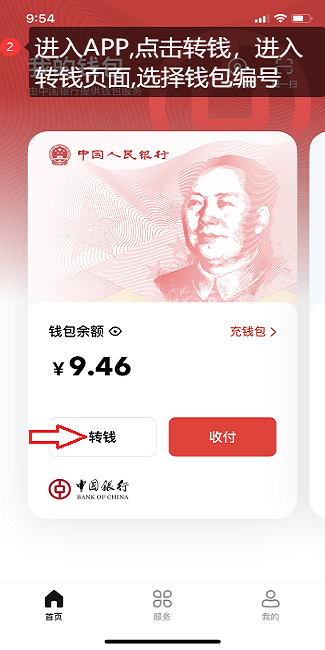 9:54
2
进入APP,点击转钱，进入
转钱页面,选择钱包编号
我的钱包
扫一扫
由中国银行提供钱包服务
中国人民银行
钱包余额
充钱包
￥9.46
转钱
收付
中国银行
BANK OF CHINA
首页
服务
我的